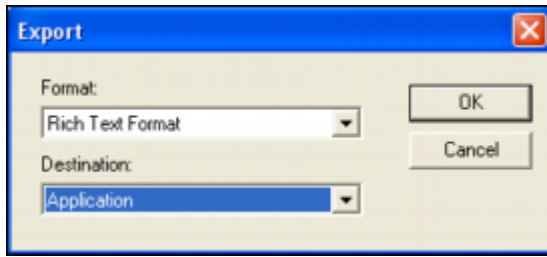 Export
Format:
Rich Text Format
OK
Destination:
Cancel
Application